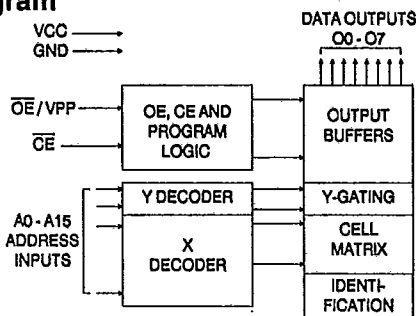 gram
VCC
GND
DATA OUTPUTS
O0 - O7
OE/VPP
CE
OE, CE AND
PROGRAM
LOGIC
OUTPUT
BUFFERS
A0 - A15
ADDRESS
INPUTS
Y DECODER
X
DECODER
Y-GATING
CELL
MATRIX
IDENTI-
FICATION